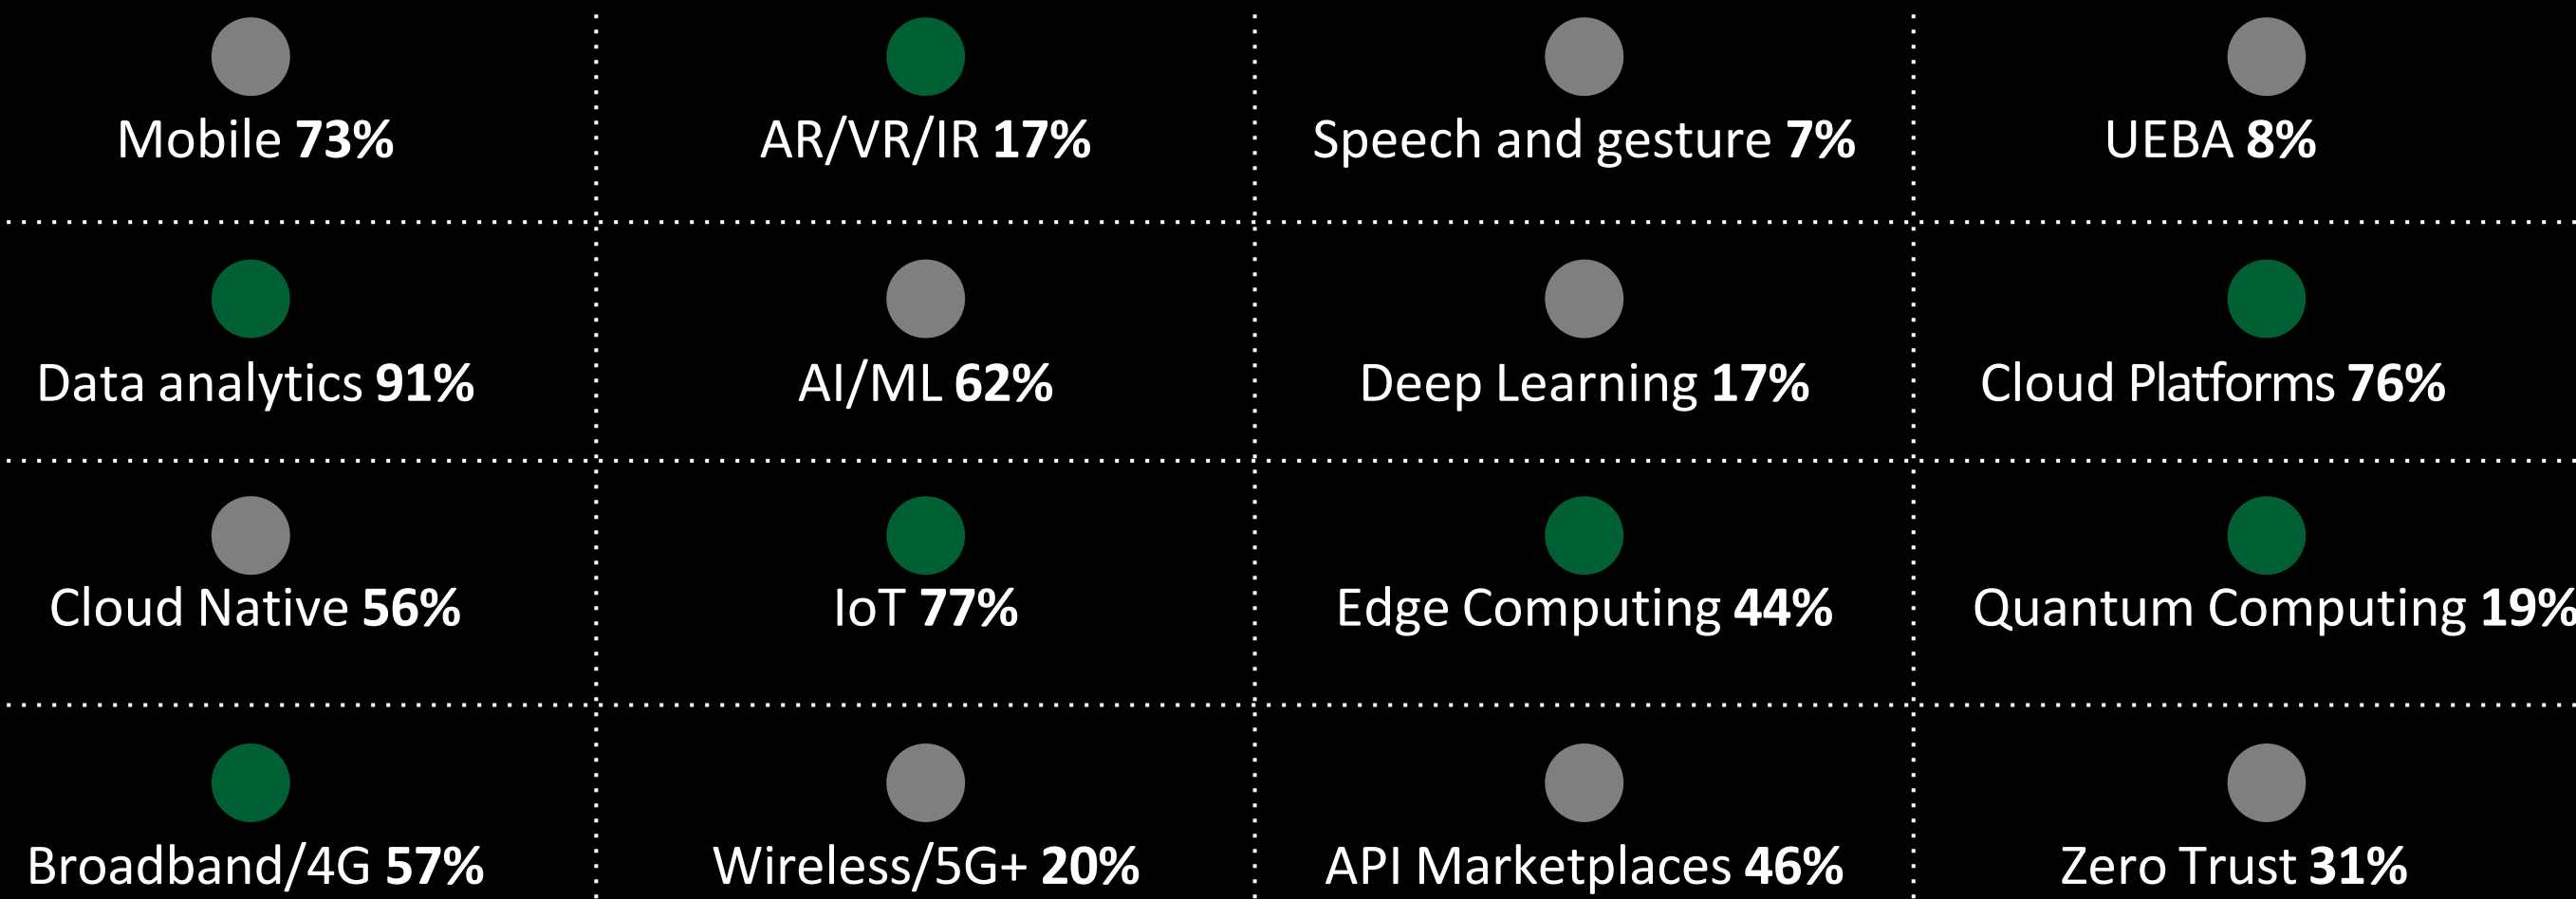 Mobile 73%
AR/VR/IR 17%
Speech and gesture 7%
UEBA 8%
Data analytics 91%
AI/ML 62%
Deep Learning 17%
Cloud Platforms 76%
Cloud Native 56%
IoT 77%
Edge Computing 44%
Quantum Computing 19%
Broadband/4G 57%
Wireless/5G+ 20%
API Marketplaces 46%
Zero Trust 31%